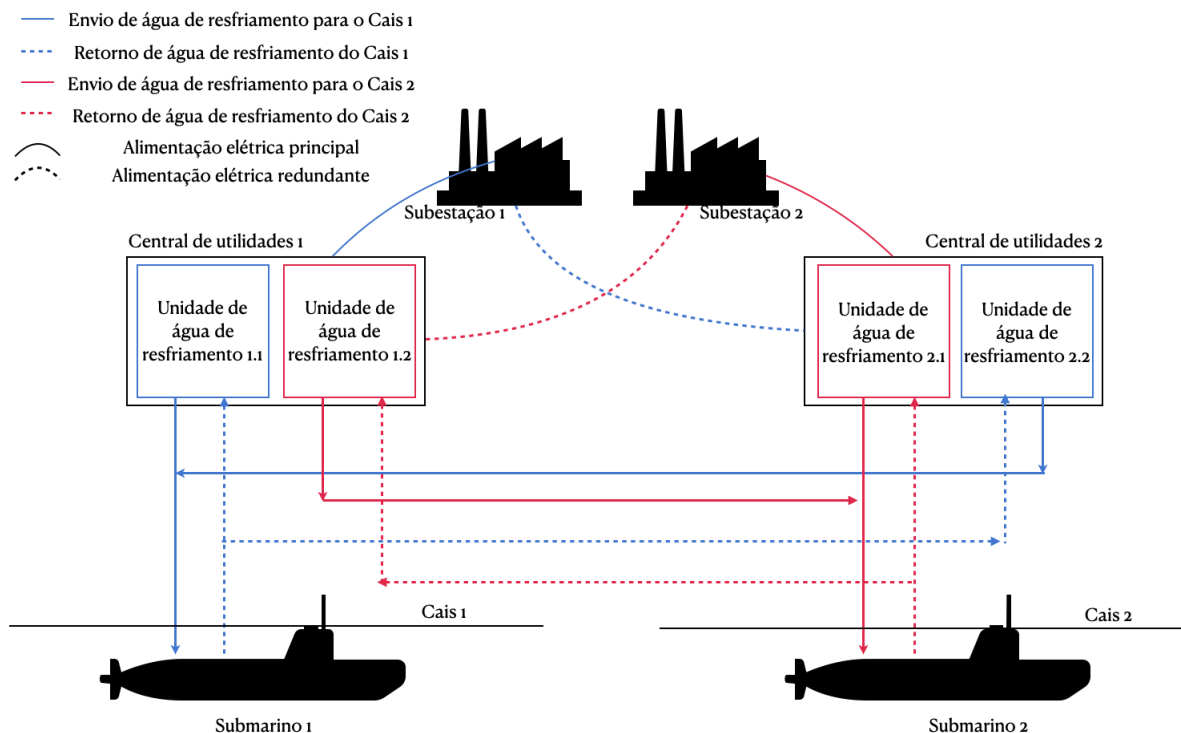 Envio de água de resfriamento para o Cais 1
Retorno de água de resfriamento do Cais 1
Envio de água de resfriamento para o Cais 2
Retorno de água de resfriamento do Cais 2
Alimentação elétrica principal
Alimentação elétrica redundante
Subestação 1
Subestação 2
Central de utilidades 1
Central de utilidades 2
Unidade de
água de
resfriamento 1.1
Unidade de
água de
resfriamento 1.2
Unidade de
água de
resfriamento 2.1
Unidade de
água de
resfriamento 2.2
Cais 1
Cais 2
Submarino 1
Submarino 2